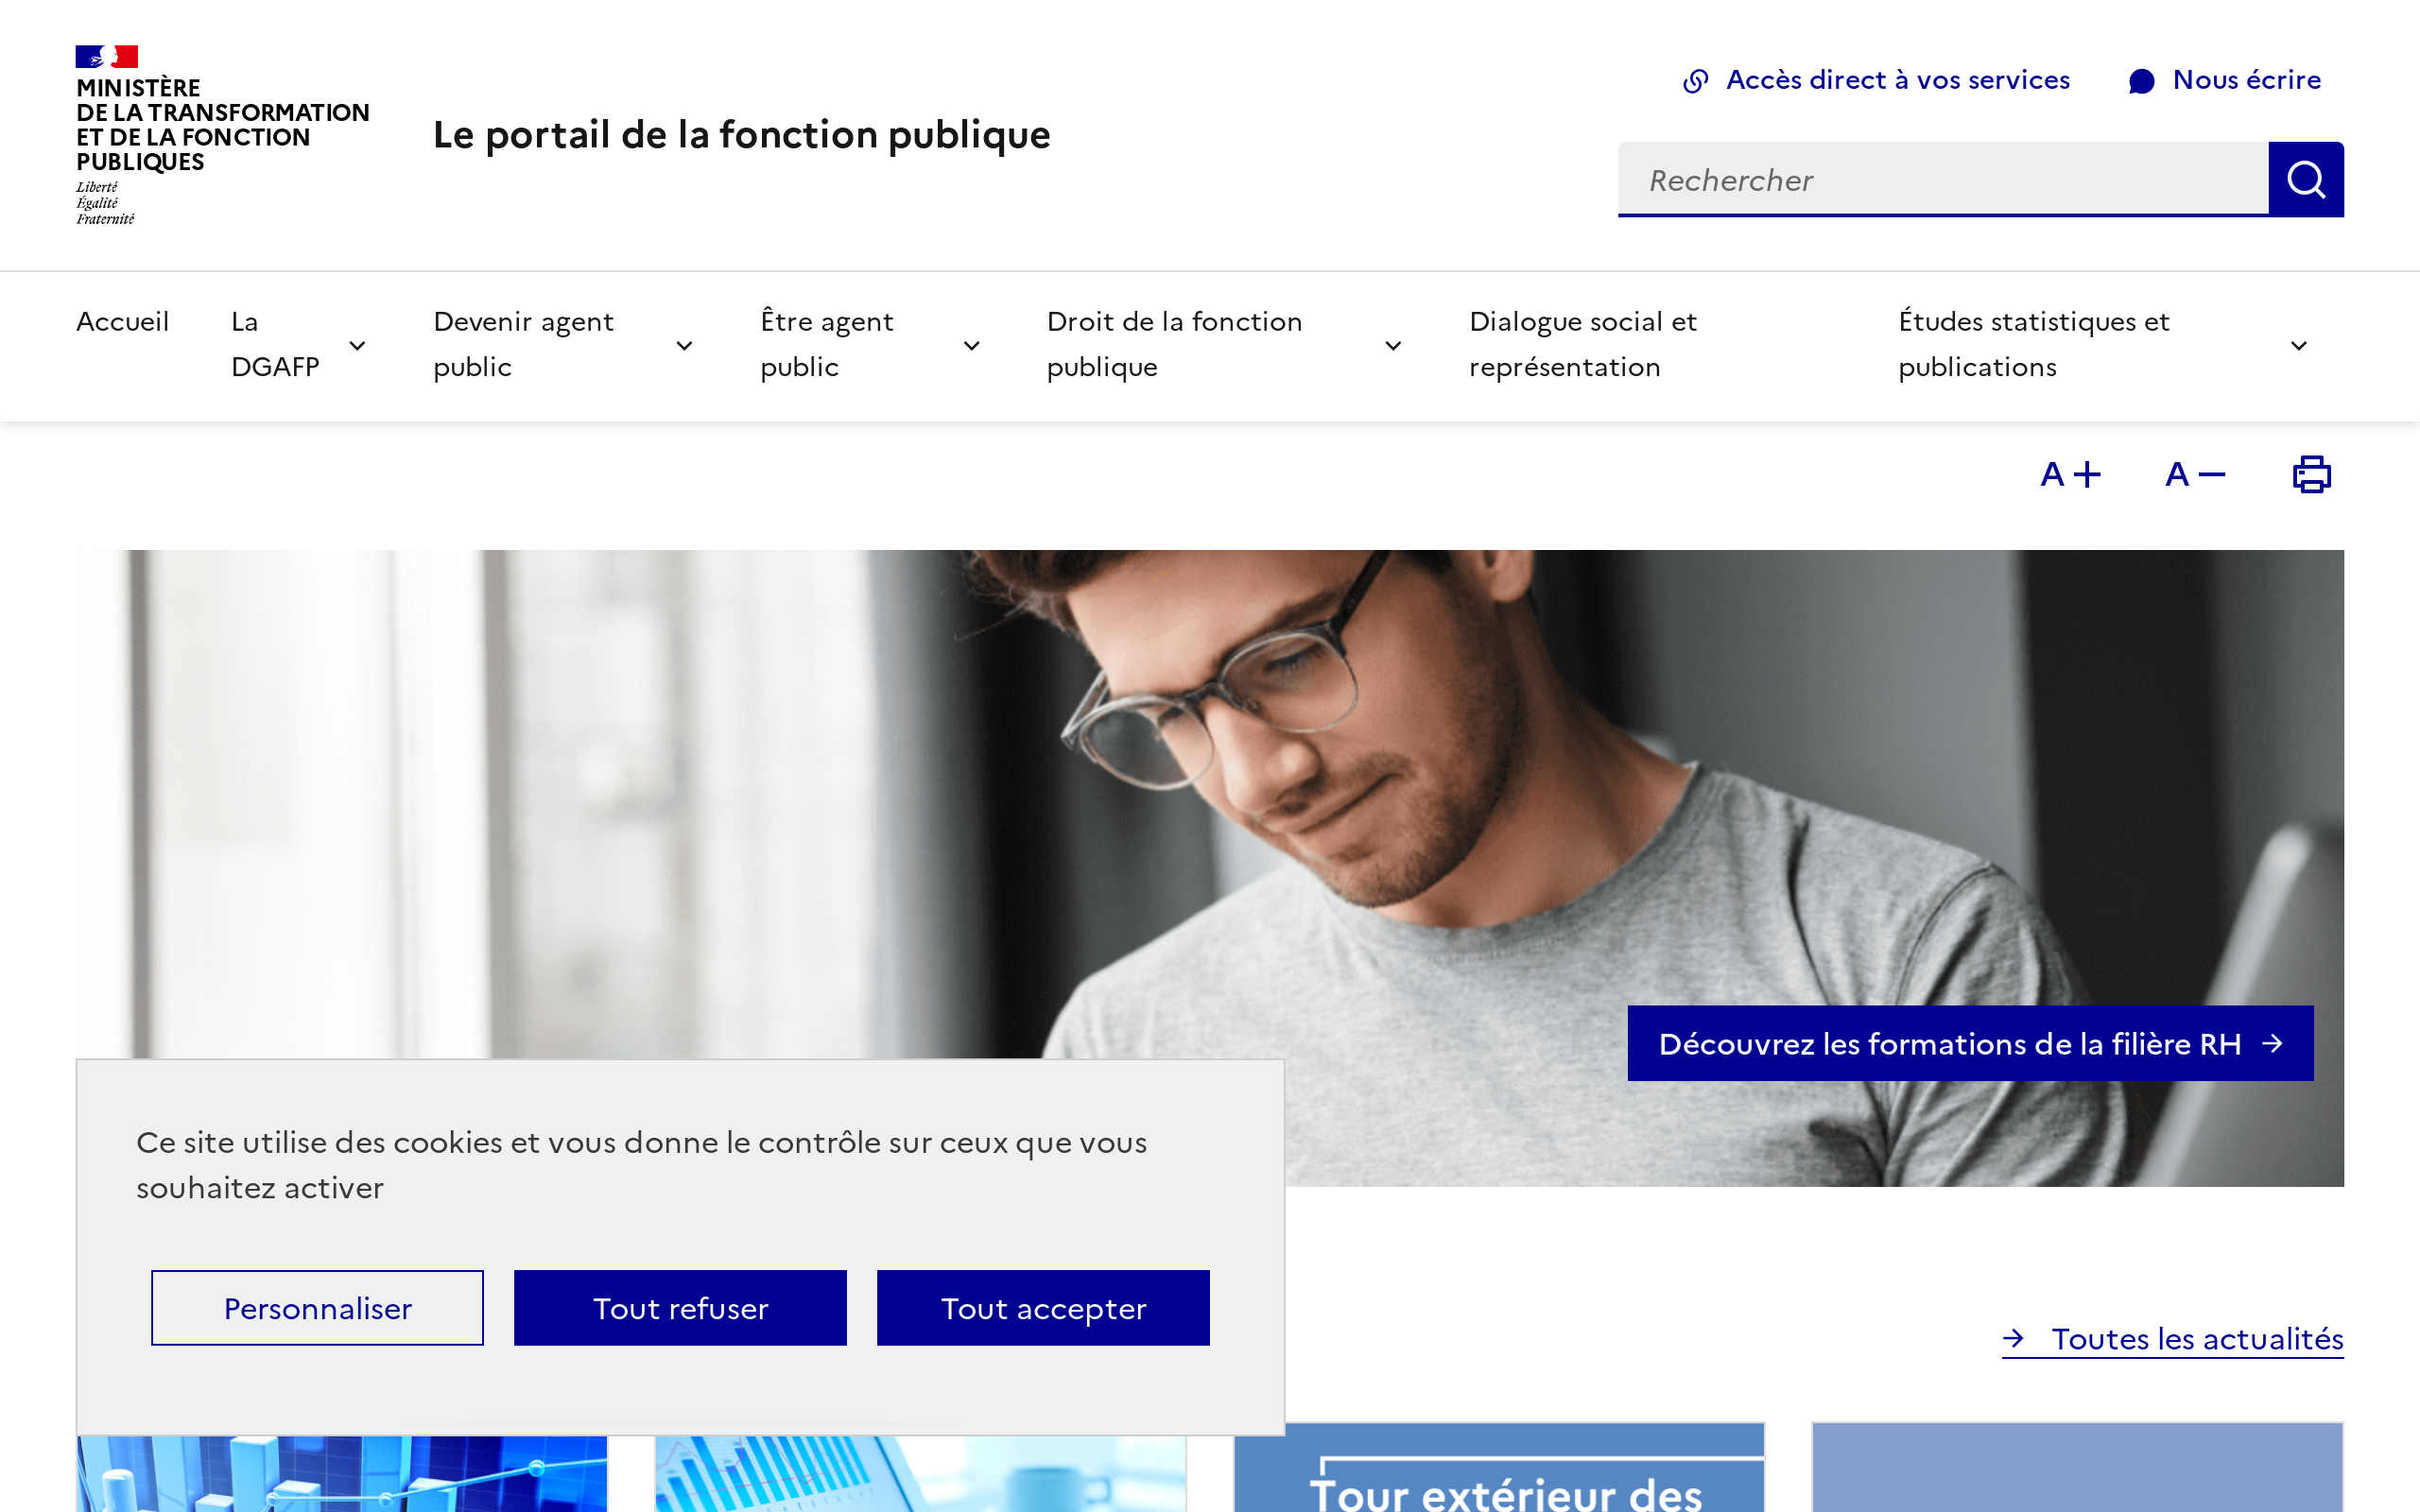 MINISTÈRE
DE LA TRANSFORMATION
ET DE LA FONCTION
PUBLIQUES
Liberté
Égalité
Fraternité
Le portail de la fonction publique
Accès direct à vos services
Nous écrire
Rechercher
Accueil
La
DGAFP
Devenir agent
public
Être agent
public
Droit de la fonction
publique
Dialogue social et
représentation
Études statistiques et
publications
A +
A −
Découvrez les formations de la filière RH
Ce site utilise des cookies et vous donne le contrôle sur ceux que vous
souhaitez activer
Personnaliser
Tout refuser
Tout accepter
Toutes les actualités
Tour extérieur des